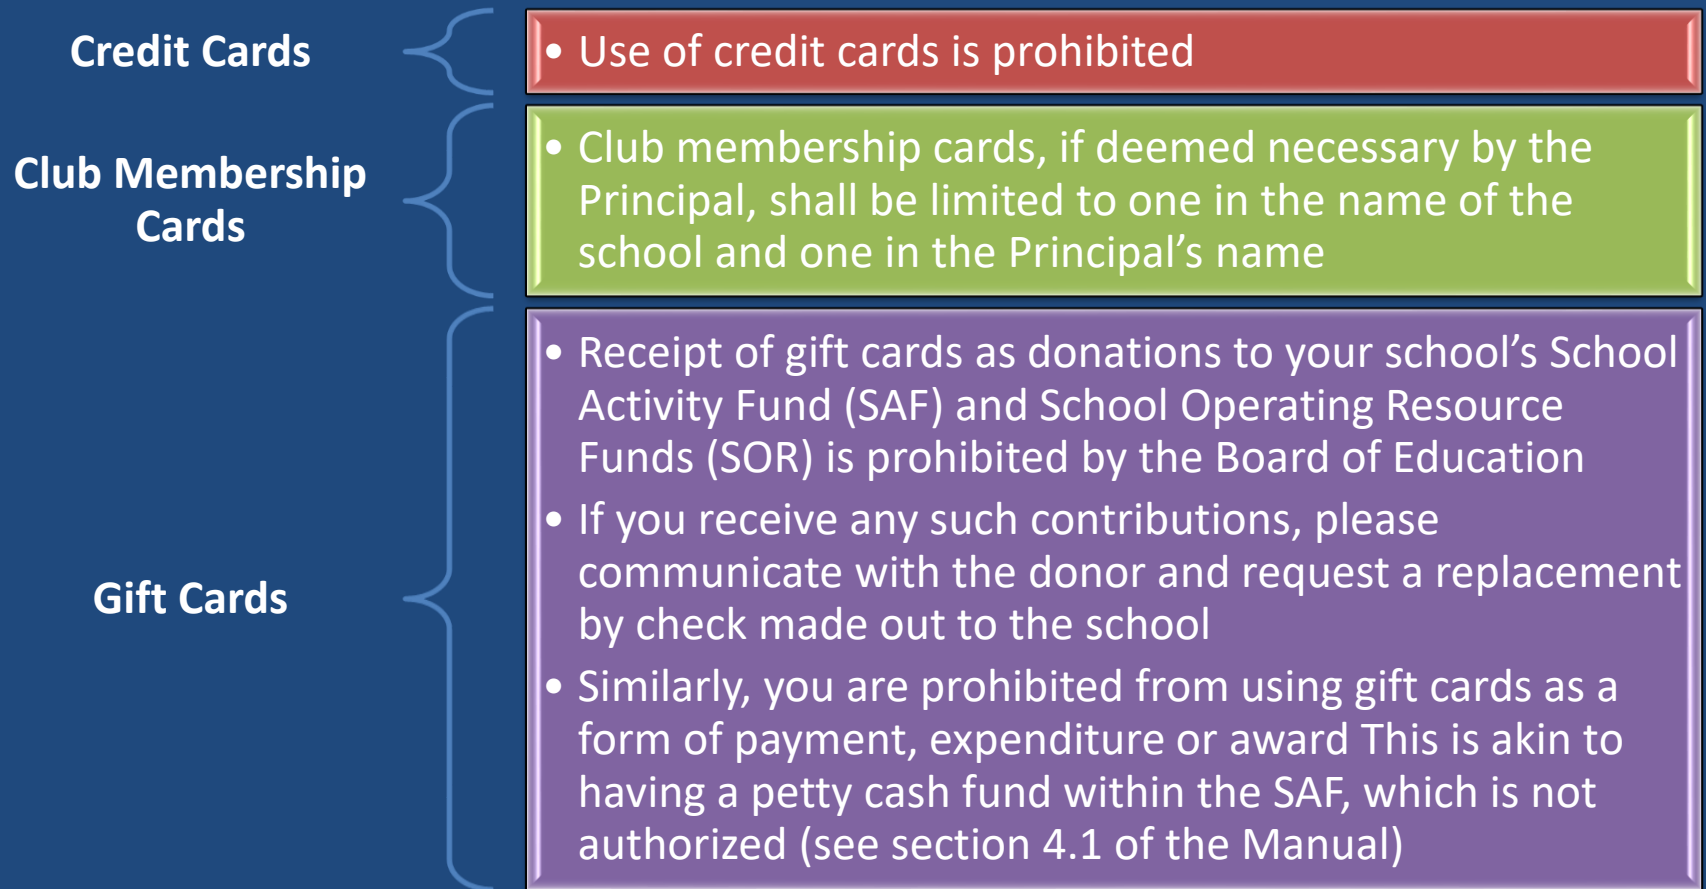 Credit Cards
• Use of credit cards is prohibited
Club Membership
Cards
• Club membership cards, if deemed necessary by the
Principal, shall be limited to one in the name of the
school and one in the Principal’s name
Gift Cards
• Receipt of gift cards as donations to your school’s School
Activity Fund (SAF) and School Operating Resource
Funds (SOR) is prohibited by the Board of Education
• If you receive any such contributions, please
communicate with the donor and request a replacement
by check made out to the school
• Similarly, you are prohibited from using gift cards as a
form of payment, expenditure or award This is akin to
having a petty cash fund within the SAF, which is not
authorized (see section 4.1 of the Manual)